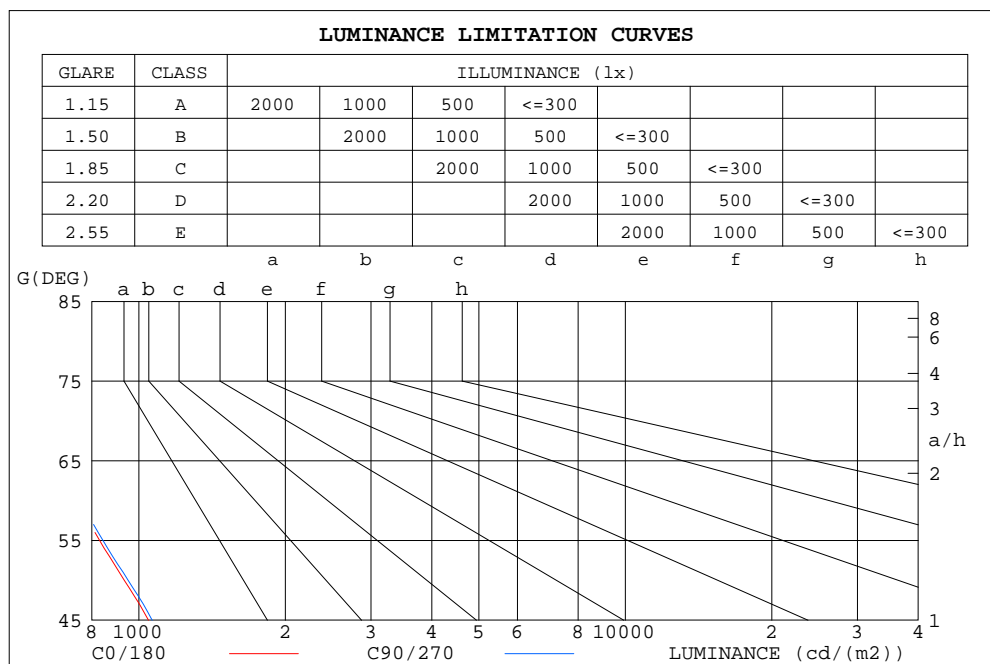 LUMINANCE LIMITATION CURVES
GLARE CLASS ILLUMINANCE (lx)
1.15 A 2000 1000 500 <=300
1.50 B 2000 1000 500 <=300
1.85 C 2000 1000 500 <=300
2.20 D 2000 1000 500 <=300
2.55 E 2000 1000 500 <=300
a b c d e f g h
G(DEG)
a b c d e f g h
85
8
6
75
4
3
a/h
65
2
55
45
1
8 1000 2 3 4 5 6 8 10000 2 3 4
C0/180 C90/270 LUMINANCE (cd/(m2))